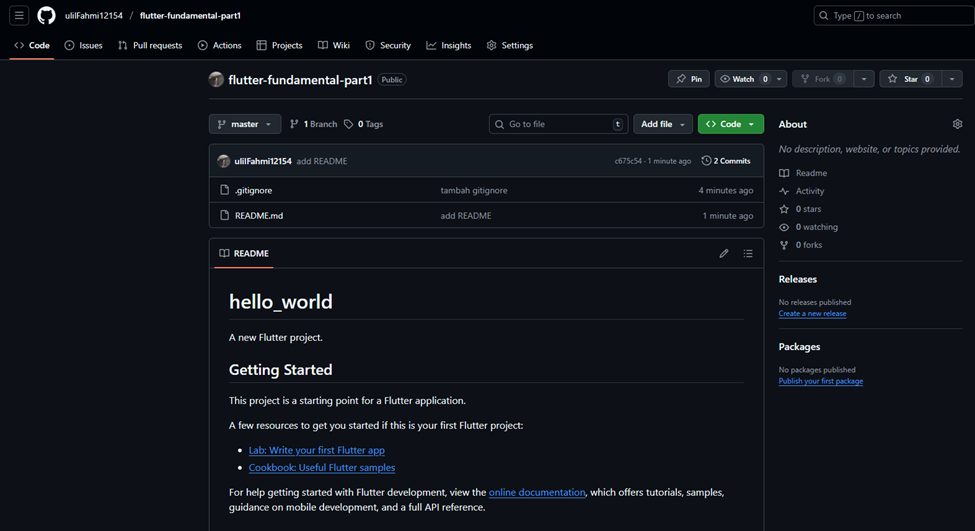 ulilFahmi12154 / flutter-fundamental-part1
Type / to search
Code Issues Pull requests Actions Projects Wiki Security Insights Settings
flutter-fundamental-part1 Public
Pin Watch 0 Fork 0 Star 0
master 1 Branch 0 Tags
Go to file t Add file Code
About
No description, website, or topics provided.
ulilFahmi12154 add README c675c54 · 1 minute ago 2 Commits
.gitignore tambah gitignore 4 minutes ago
README.md add README 1 minute ago
Readme
Activity
0 stars
0 watching
0 forks
README
hello_world
A new Flutter project.
Getting Started
This project is a starting point for a Flutter application.
A few resources to get you started if this is your first Flutter project:
Lab: Write your first Flutter app
Cookbook: Useful Flutter samples
For help getting started with Flutter development, view the online documentation, which offers tutorials, samples,
guidance on mobile development, and a full API reference.
Releases
No releases published
Create a new release
Packages
No packages published
Publish your first package